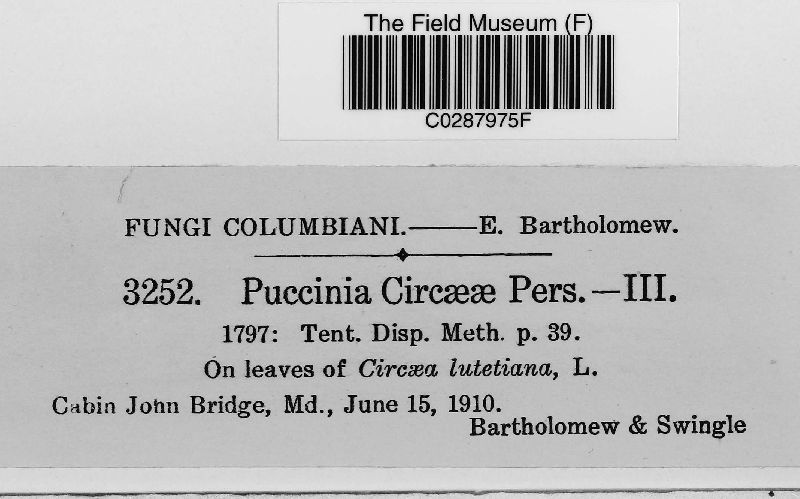 The Field Museum (F)
C0287975F
FUNGI COLUMBIANI.——E. Bartholomew.
3252. Puccinia Circææ Pers.—III.
1797: Tent. Disp. Meth. p. 39.
On leaves of Circæa lutetiana, L.
Cabin John Bridge, Md., June 15, 1910.
Bartholomew & Swingle